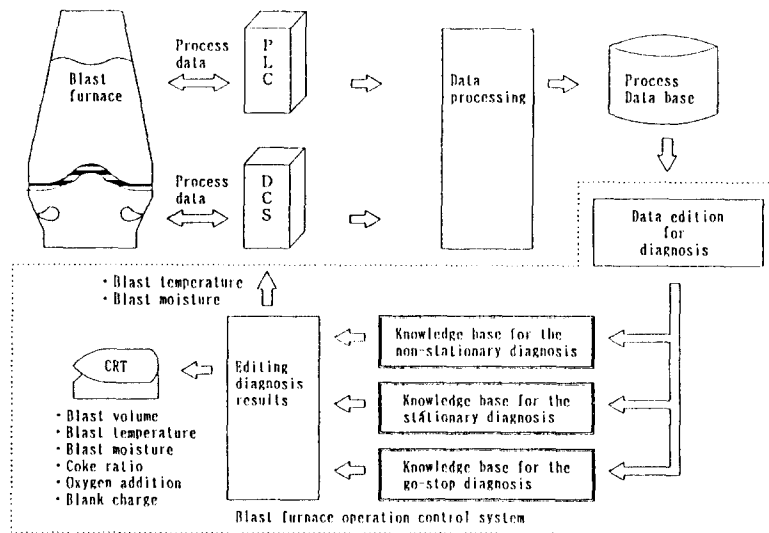 Blast
furnace
Process
data
P
L
C
Data
processing
Process
Data base
Process
data
D
C
S
Data edition
for
diagnosis
・Blast temperature
・Blast moisture
CRT
Editing
diagnosis
results
Knowledge base for the
non-stationary diagnosis
Knowledge base for the
stationary diagnosis
Knowledge base for the
go-stop diagnosis
・Blast volume
・Blast temperature
・Blast moisture
・Coke ratio
・Oxygen addition
・Blank charge
Blast furnace operation control system